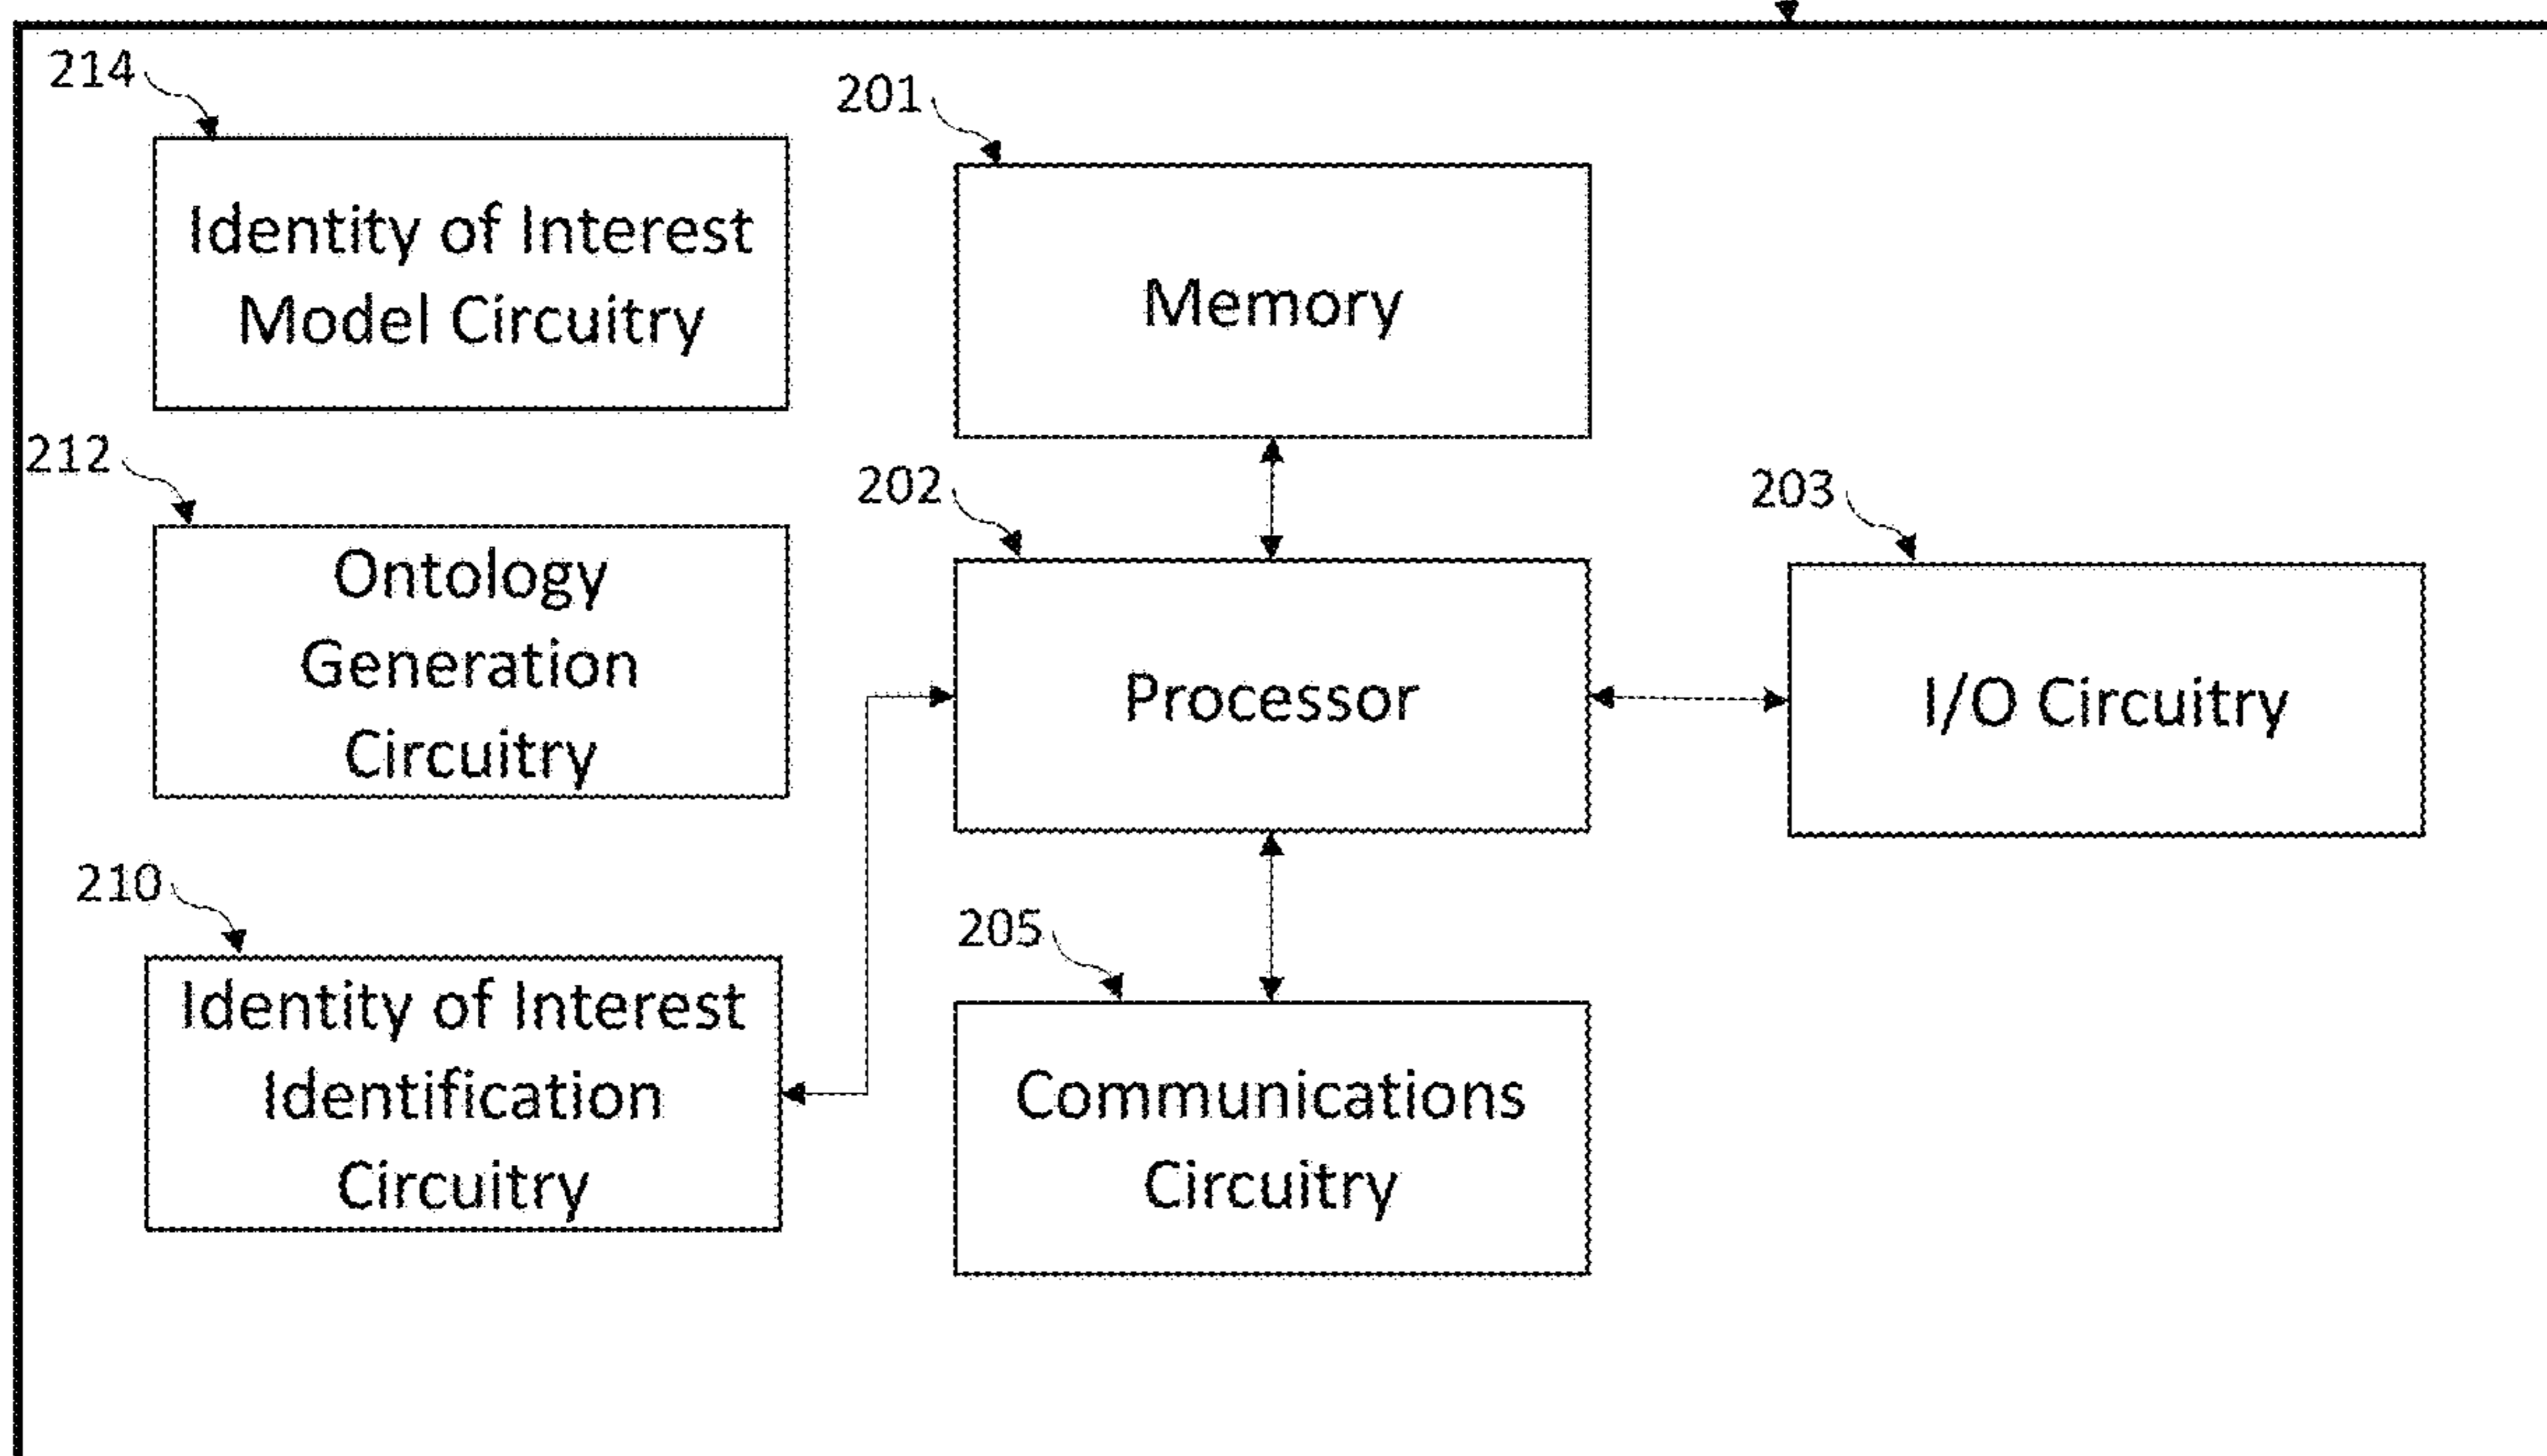 214
Identity of Interest
Model Circuitry
201
Memory
212
Ontology
Generation
Circuitry
202
Processor
203
I/O Circuitry
210
Identity of Interest
Identification
Circuitry
205
Communications
Circuitry